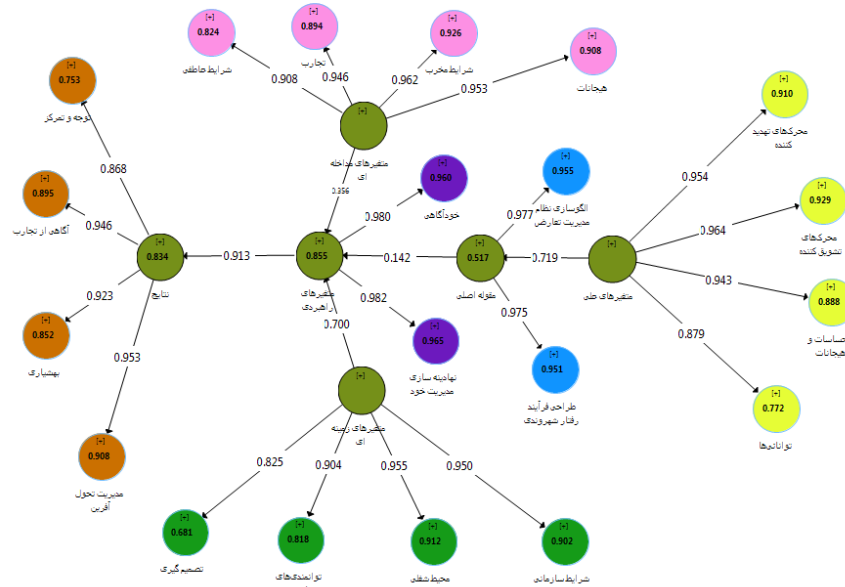 [+]
0.824
شرایط عاطفی
[+]
0.894
تجارب
[+]
0.926
شرایط مخرب
[+]
0.908
هیجانات
0.908
0.946
0.962
0.953
[+]
متغیرهای مداخله
ای
0.356
[+]
0.753
توجه و تمرکز
[+]
0.895
آگاهی از تجارب
[+]
0.852
بهشیاری
[+]
0.908
مدیریت تحول
آفرین
0.868
0.946
0.923
0.953
[+]
0.834
نتایج
0.913
[+]
0.855
متغیرهای
راهبردی
[+]
0.960
خودآگاهی
0.980
[+]
0.965
نهادینه سازی
مدیریت خود
0.982
0.142
[+]
0.517
مقوله اصلی
[+]
0.955
الگوسازی نظام
مدیریت تعارض
0.977
[+]
0.951
طراحی فرآیند
رفتار شهروندی
0.975
0.719
[+]
متغیرهای علی
[+]
0.910
محرکهای تهدید
کننده
0.954
[+]
0.929
محرکهای
تشویق کننده
0.964
[+]
0.888
صاسات و
هیجانات
0.943
[+]
0.772
تواناتیها
0.879
0.700
[+]
متغیرهای زمینه
ای
0.825
0.904
0.955
0.950
[+]
0.681
تصمیم گیری
[+]
0.818
توانمندی‌های
[+]
0.912
محیط شغلی
[+]
0.902
شرایط سازمانی